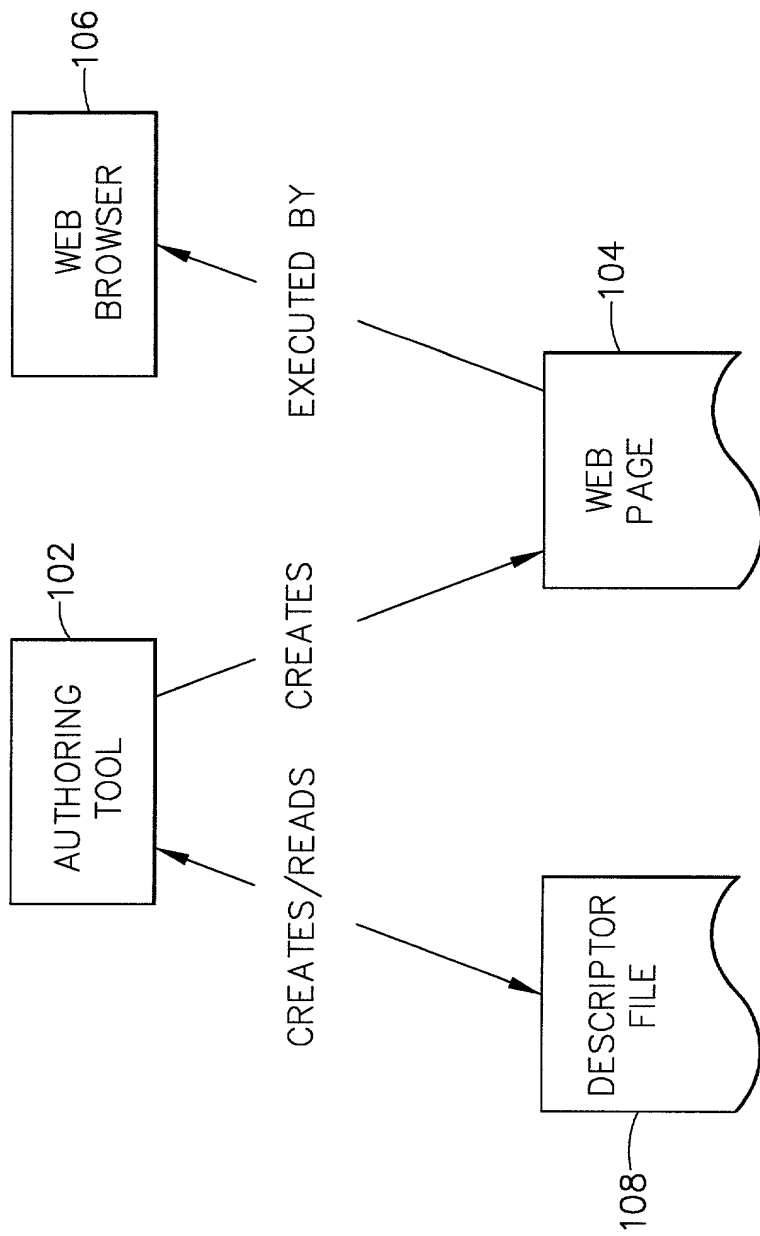 102
AUTHORING
TOOL
106
WEB
BROWSER
CREATES/READS
CREATES
EXECUTED BY
108
DESCRIPTOR
FILE
104
WEB
PAGE